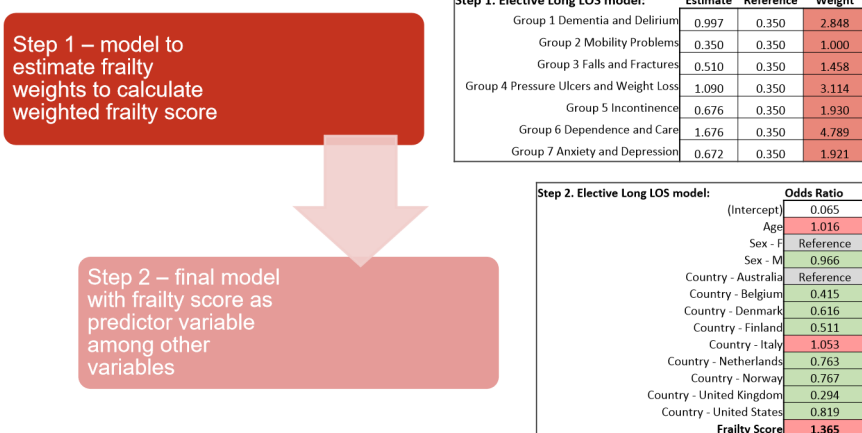 Step 1 – model to
estimate frailty
weights to calculate
weighted frailty score
Step 2 – final model
with frailty score as
predictor variable
among other
variables
Step 1. Elective Long LOS model: Estimate Reference Weight
Group 1 Dementia and Delirium 0.997 0.350 2.848
Group 2 Mobility Problems 0.350 0.350 1.000
Group 3 Falls and Fractures 0.510 0.350 1.458
Group 4 Pressure Ulcers and Weight Loss 1.090 0.350 3.114
Group 5 Incontinence 0.676 0.350 1.930
Group 6 Dependence and Care 1.676 0.350 4.789
Group 7 Anxiety and Depression 0.672 0.350 1.921
Step 2. Elective Long LOS model: Odds Ratio
(Intercept) 0.065
Age 1.016
Sex - F Reference
Sex - M 0.966
Country - Australia Reference
Country - Belgium 0.415
Country - Denmark 0.616
Country - Finland 0.511
Country - Italy 1.053
Country - Netherlands 0.763
Country - Norway 0.767
Country - United Kingdom 0.294
Country - United States 0.819
Frailty Score 1.365